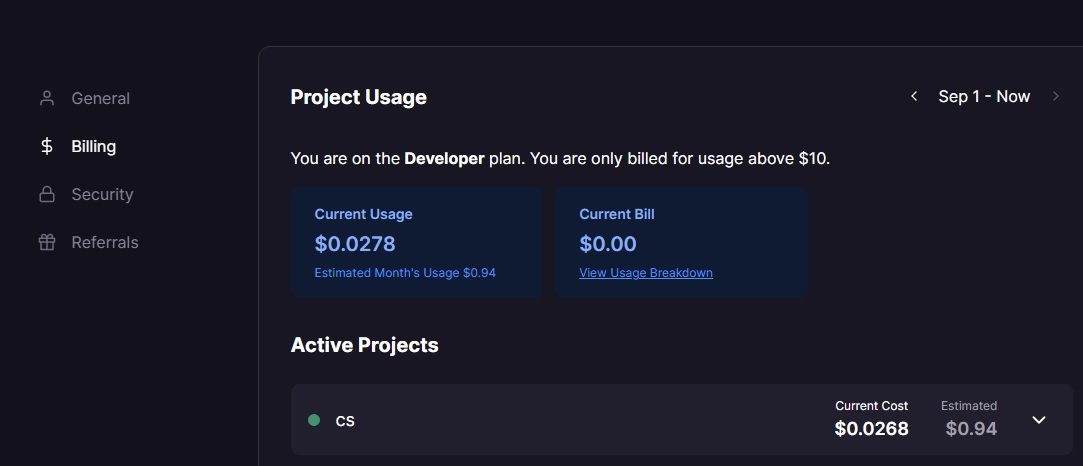 General
Billing
Security
Referrals
Project Usage
Sep 1 - Now
You are on the Developer plan. You are only billed for usage above $10.
Current Usage
$0.0278
Estimated Month's Usage $0.94
Current Bill
$0.00
View Usage Breakdown
Active Projects
CS
Current Cost
$0.0268
Estimated
$0.94